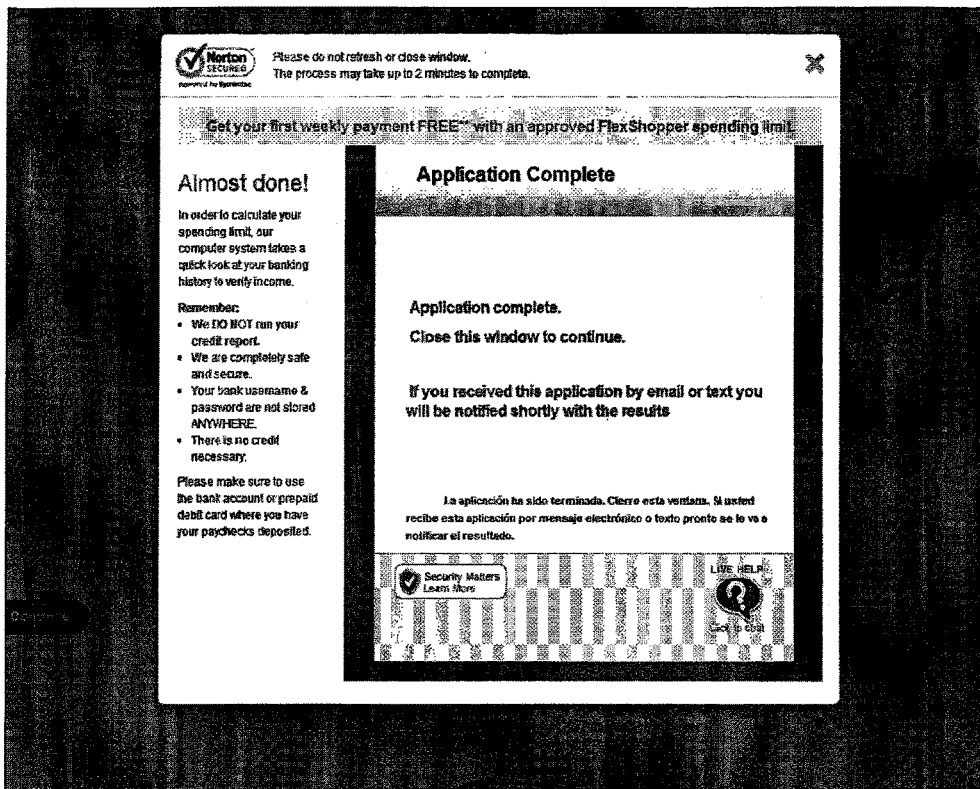 Norton
SECURED
powered by Symantec
Please do not refresh or close window.
The process may take up to 2 minutes to complete.
Get your first weekly payment FREE** with an approved FlexShopper spending limit.
Almost done!
In order to calculate your
spending limit, our
computer system takes a
quick look at your banking
history to verify income.
Remember:
• We DO NOT run your
credit report.
• We are completely safe
and secure.
• Your bank username &
password are not stored
ANYWHERE.
• There is no credit
necessary.
Please make sure to use
the bank account or prepaid
debit card where you have
your paychecks deposited.
Application Complete
Application complete.
Close this window to continue.
If you received this application by email or text you
will be notified shortly with the results
La aplicación ha sido terminada. Cierre esta ventana. Si usted
recibe esta aplicación por mensaje electrónico o texto pronto se le va a
notificar el resultado.
Security Matters
Learn More
LIVE HELP
Click to chat